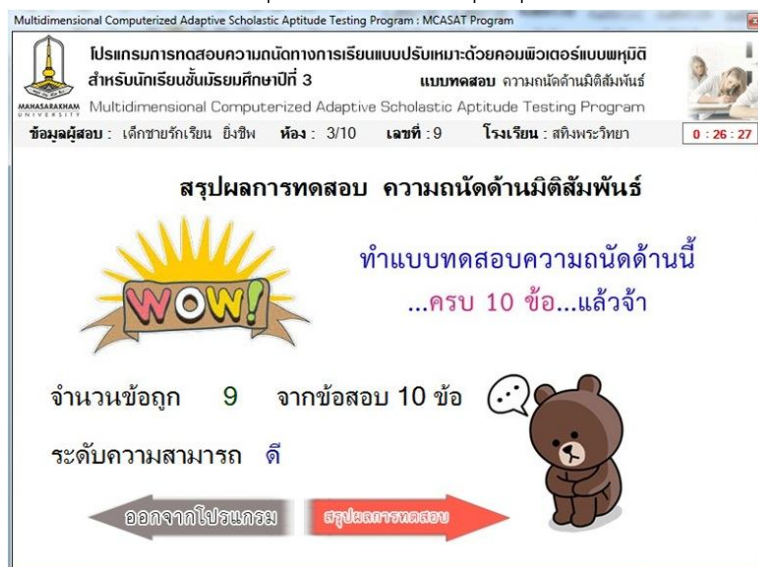 Multidimensional Computerized Adaptive Scholastic Aptitude Testing Program : MCASAT Program
โปรแกรมการทดสอบความถนัดทางการเรียนแบบปรับเหมาะด้วยคอมพิวเตอร์แบบพหุมิติ
สำหรับนักเรียนชั้นมัธยมศึกษาปีที่ 3 แบบทดสอบ ความถนัดด้านมิติสัมพันธ์
MAHASARAKHAM UNIVERSITY
Multidimensional Computerized Adaptive Scholastic Aptitude Testing Program
ข้อมูลผู้สอบ : เด็กชายรักเรียน ยิ่งชีพ ห้อง : 3/10 เลขที่ : 9 โรงเรียน : สทิงพระวิทยา 0 : 26 : 27
สรุปผลการทดสอบ ความถนัดด้านมิติสัมพันธ์
WOW!
ทำแบบทดสอบความถนัดด้านนี้
...ครบ 10 ข้อ...แล้วจ้า
จำนวนข้อถูก 9 จากข้อสอบ 10 ข้อ
ระดับความสามารถ ดี
ออกจากโปรแกรม สรุปผลการทดสอบ